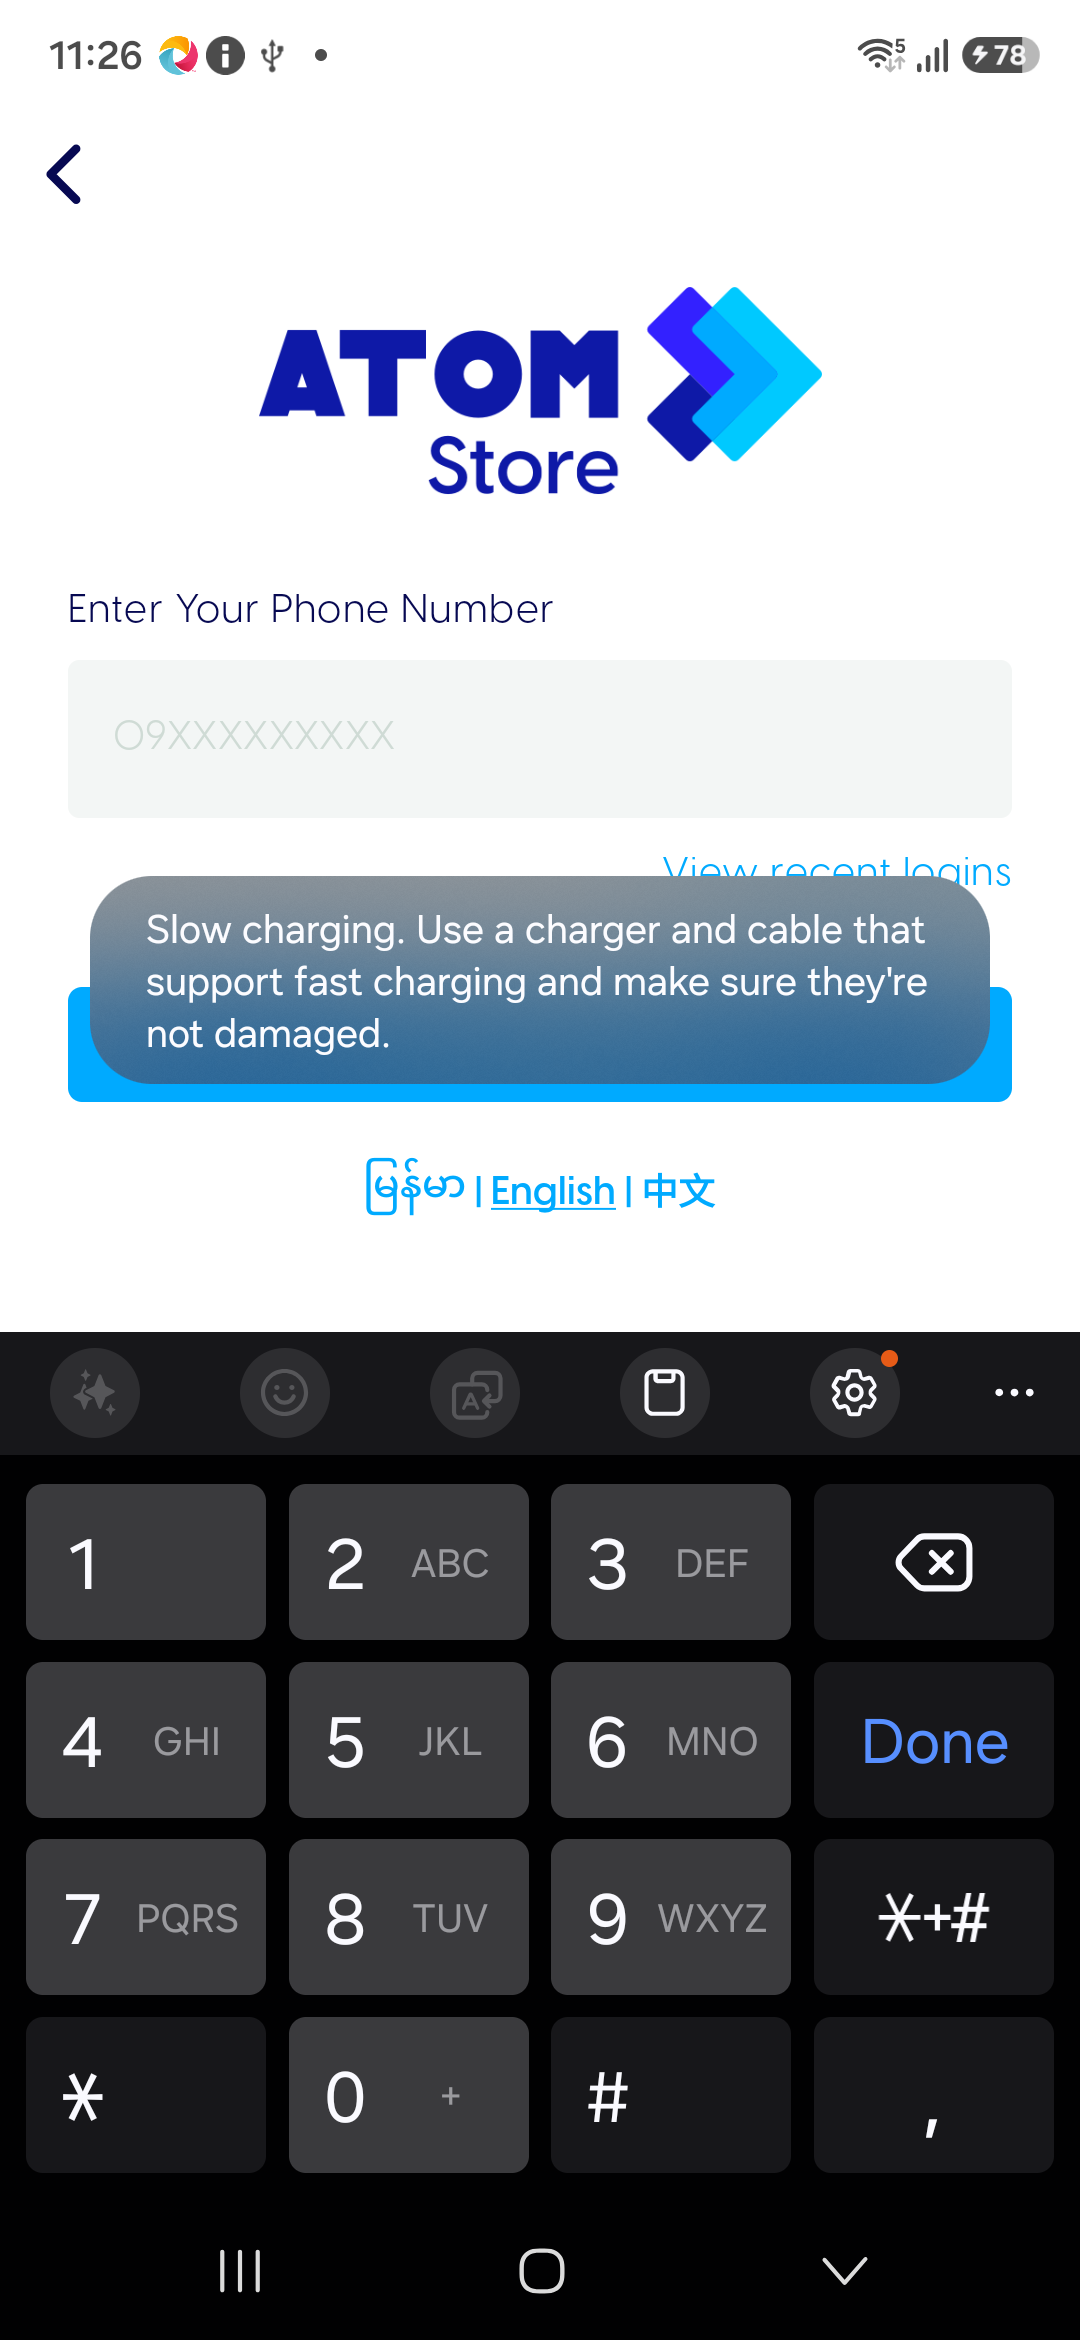 11:26
5
78
ATOM
Store
Enter Your Phone Number
09XXXXXXXXX
View recent logins
Slow charging. Use a charger and cable that
support fast charging and make sure they're
not damaged.
မြန်မာ | English | 中文
1
2 ABC
3 DEF
4 GHI
5 JKL
6 MNO
Done
7 PQRS
8 TUV
9 WXYZ
*+#
*
0 +
#
,